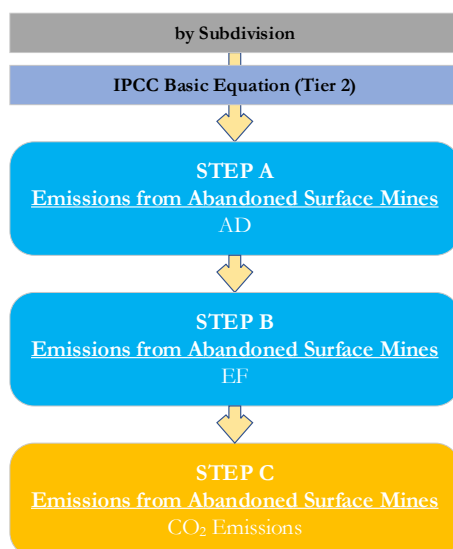 by Subdivision
IPCC Basic Equation (Tier 2)
STEP A
Emissions from Abandoned Surface Mines
AD
STEP B
Emissions from Abandoned Surface Mines
EF
STEP C
Emissions from Abandoned Surface Mines
CO₂ Emissions